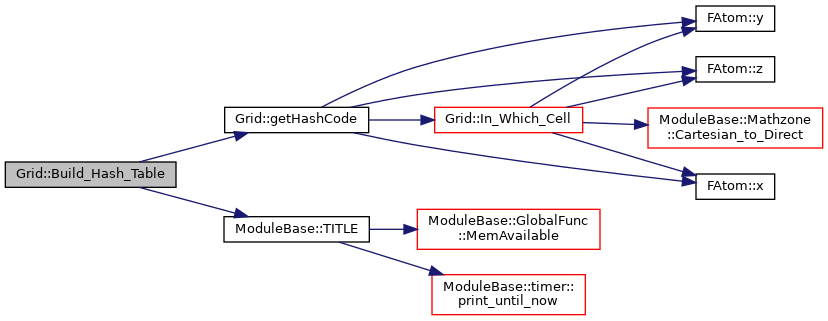 FAtom::y
FAtom::z
Grid::getHashCode
Grid::In_Which_Cell
ModuleBase::Mathzone
::Cartesian_to_Direct
Grid::Build_Hash_Table
FAtom::x
ModuleBase::TITLE
ModuleBase::GlobalFunc
::MemAvailable
ModuleBase::timer::
print_until_now